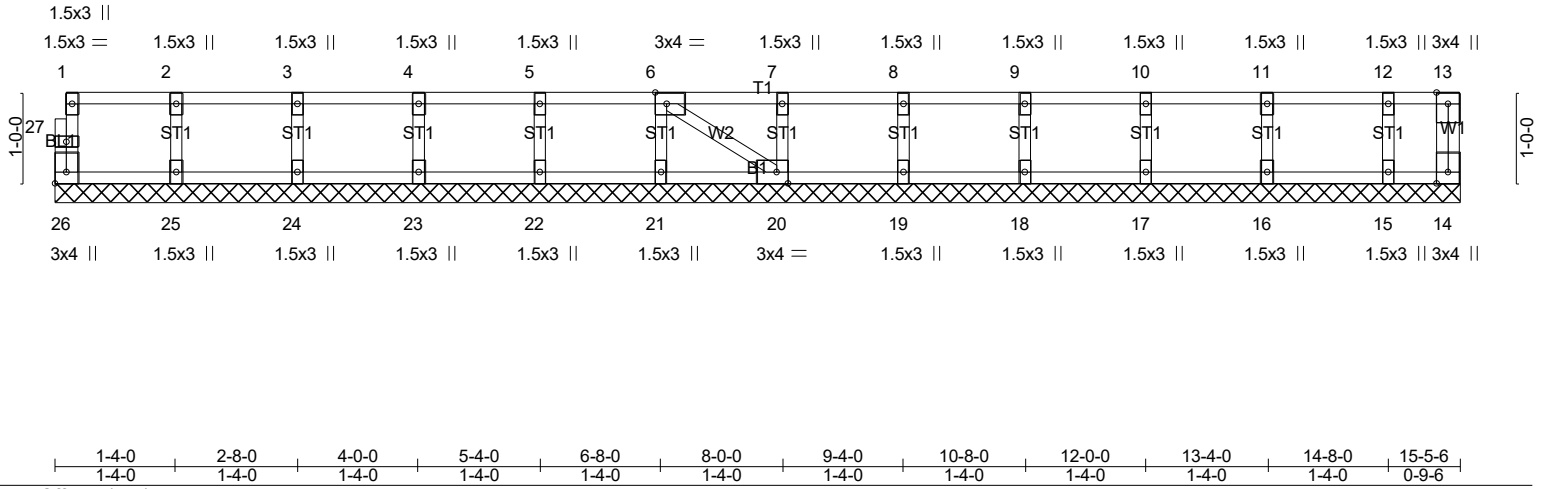 1.5x3 ||
1.5x3 = 1.5x3 || 1.5x3 || 1.5x3 || 1.5x3 || 3x4 = 1.5x3 || 1.5x3 || 1.5x3 || 1.5x3 || 1.5x3 || 1.5x3 || 3x4 ||
1 2 3 4 5 6 7 8 9 10 11 12 13
T1
1-0-0 27 BL1 ST1 ST1 ST1 ST1 ST1 W2 ST1 ST1 ST1 ST1 ST1 ST1 W1 1-0-0
B1
26 25 24 23 22 21 20 19 18 17 16 15 14
3x4 || 1.5x3 || 1.5x3 || 1.5x3 || 1.5x3 || 1.5x3 || 3x4 = 1.5x3 || 1.5x3 || 1.5x3 || 1.5x3 || 1.5x3 || 3x4 ||
1-4-0 2-8-0 4-0-0 5-4-0 6-8-0 8-0-0 9-4-0 10-8-0 12-0-0 13-4-0 14-8-0 15-5-6
1-4-0 1-4-0 1-4-0 1-4-0 1-4-0 1-4-0 1-4-0 1-4-0 1-4-0 1-4-0 1-4-0 0-9-6